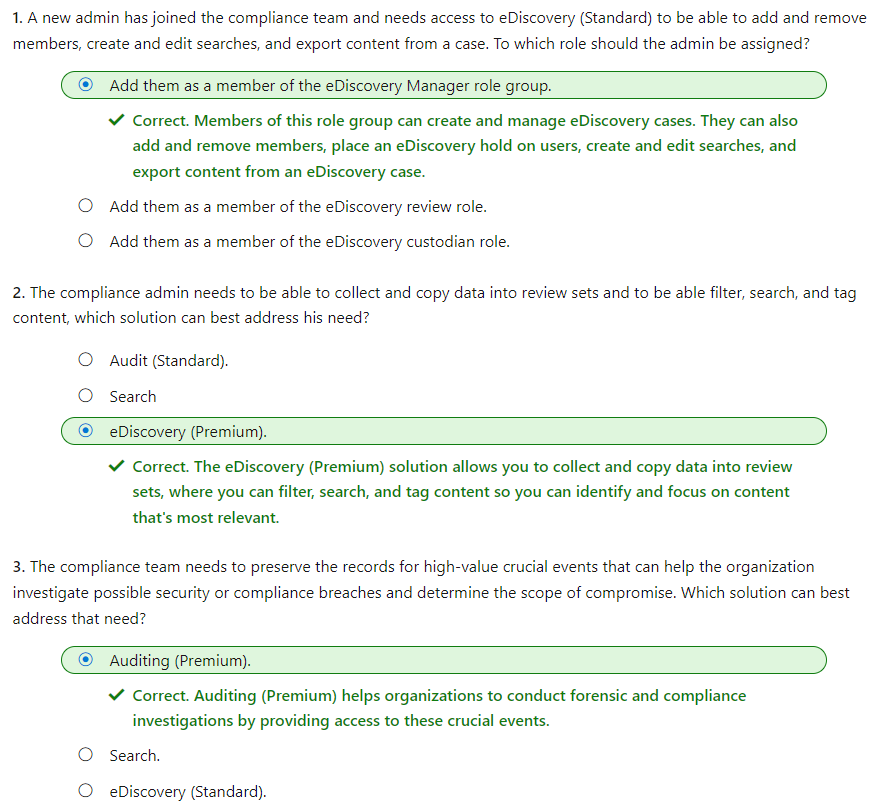 1. A new admin has joined the compliance team and needs access to eDiscovery (Standard) to be able to add and remove
members, create and edit searches, and export content from a case. To which role should the admin be assigned?
Add them as a member of the eDiscovery Manager role group.
Correct. Members of this role group can create and manage eDiscovery cases. They can also
add and remove members, place an eDiscovery hold on users, create and edit searches, and
export content from an eDiscovery case.
Add them as a member of the eDiscovery review role.
Add them as a member of the eDiscovery custodian role.
2. The compliance admin needs to be able to collect and copy data into review sets and to be able filter, search, and tag
content, which solution can best address his need?
Audit (Standard).
Search
eDiscovery (Premium).
Correct. The eDiscovery (Premium) solution allows you to collect and copy data into review
sets, where you can filter, search, and tag content so you can identify and focus on content
that's most relevant.
3. The compliance team needs to preserve the records for high-value crucial events that can help the organization
investigate possible security or compliance breaches and determine the scope of compromise. Which solution can best
address that need?
Auditing (Premium).
Correct. Auditing (Premium) helps organizations to conduct forensic and compliance
investigations by providing access to these crucial events.
Search.
eDiscovery (Standard).